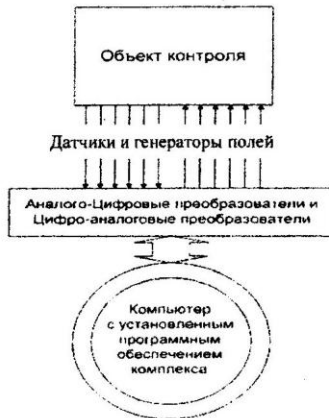 Объект контроля
Датчики и генераторы полей
Аналого-Цифровые преобразователи и
Цифро-аналоговые преобразователи
Компьютер
с установленным
программным
обеспечением
комплекса